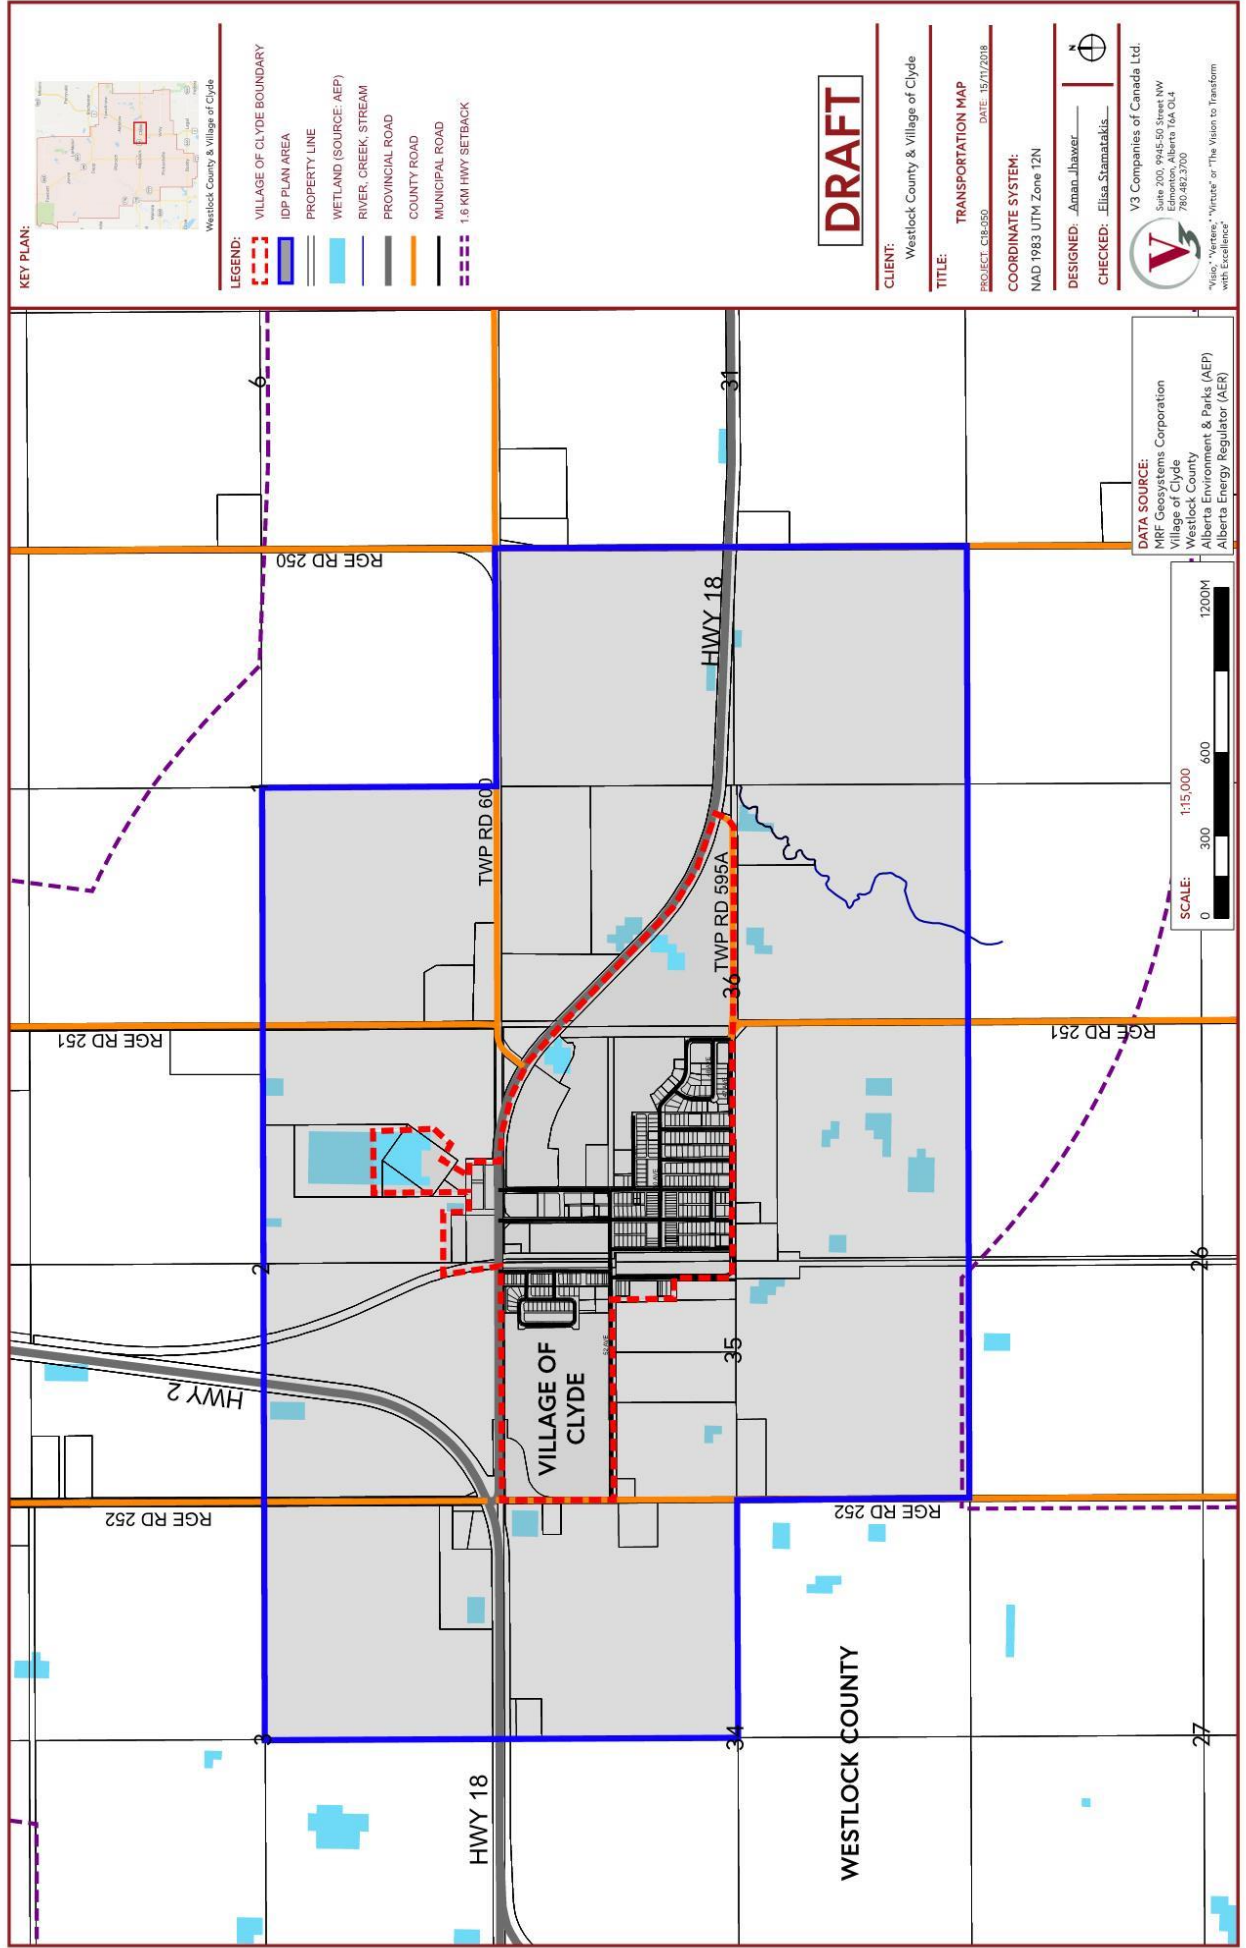 KEY PLAN:
Westlock County & Village of Clyde
LEGEND:
VILLAGE OF CLYDE BOUNDARY
IDP PLAN AREA
PROPERTY LINE
WETLAND (SOURCE: AEP)
RIVER, CREEK, STREAM
PROVINCIAL ROAD
COUNTY ROAD
MUNICIPAL ROAD
1.6 KM HWY SETBACK
DRAFT
CLIENT:
Westlock County & Village of Clyde
TITLE:
TRANSPORTATION MAP
PROJECT: C18-050 DATE: 15/11/2018
COORDINATE SYSTEM:
NAD 1983 UTM Zone 12N
DESIGNED: Aman Jhawer
CHECKED: Elisa Stamatakis
N
V3
V3 Companies of Canada Ltd.
Suite 200, 9945-50 Street NW
Edmonton, Alberta T6A OL4
780.482.3700
"Visio," "Vertere," "Virtute" or "The Vision to Transform
with Excellence"
HWY 2
RGE RD 252
RGE RD 251
RGE RD 250
3
2
1
6
HWY 18
TWP RD 600
VILLAGE OF
CLYDE
52 AVE
HWY 18
TWP RD 595A
34
35
36
31
RGE RD 252
RGE RD 251
WESTLOCK COUNTY
27
26
DATA SOURCE:
MRF Geosystems Corporation
Village of Clyde
Westlock County
Alberta Environment & Parks (AEP)
Alberta Energy Regulator (AER)
SCALE: 1:15,000
0 300 600 1200M